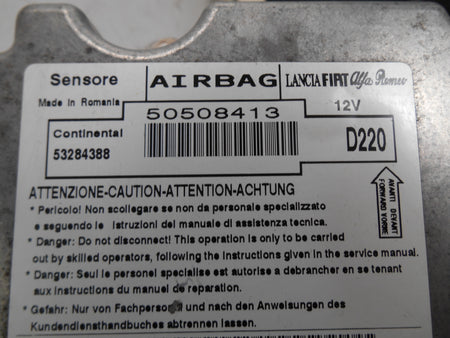 Sensore AIRBAG LANCIA FIAT Alfa Romeo
Made in Romania 50508413 12V
Continental D220
53284388
ATTENZIONE-CAUTION-ATTENTION-ACHTUNG
AVANTI DEVANT
FORWARD VORNE
* Pericolo! Non scollegare se non da personale specializzato
e seguendo le istruzioni del manuale di assistenza tecnica.
* Danger: Do not disconnect! This operation is only to be carried
out by skilled operators, following the instructions given in the service manual.
* Danger: Seul le personel specialise est autorise a debrancher en se tenant
aux instructions du manuel de reparation.
* Gefahr: Nur von Fachpersonal und nach den Anweisungen des
Kundendiensthandbuches abtrennen lassen.